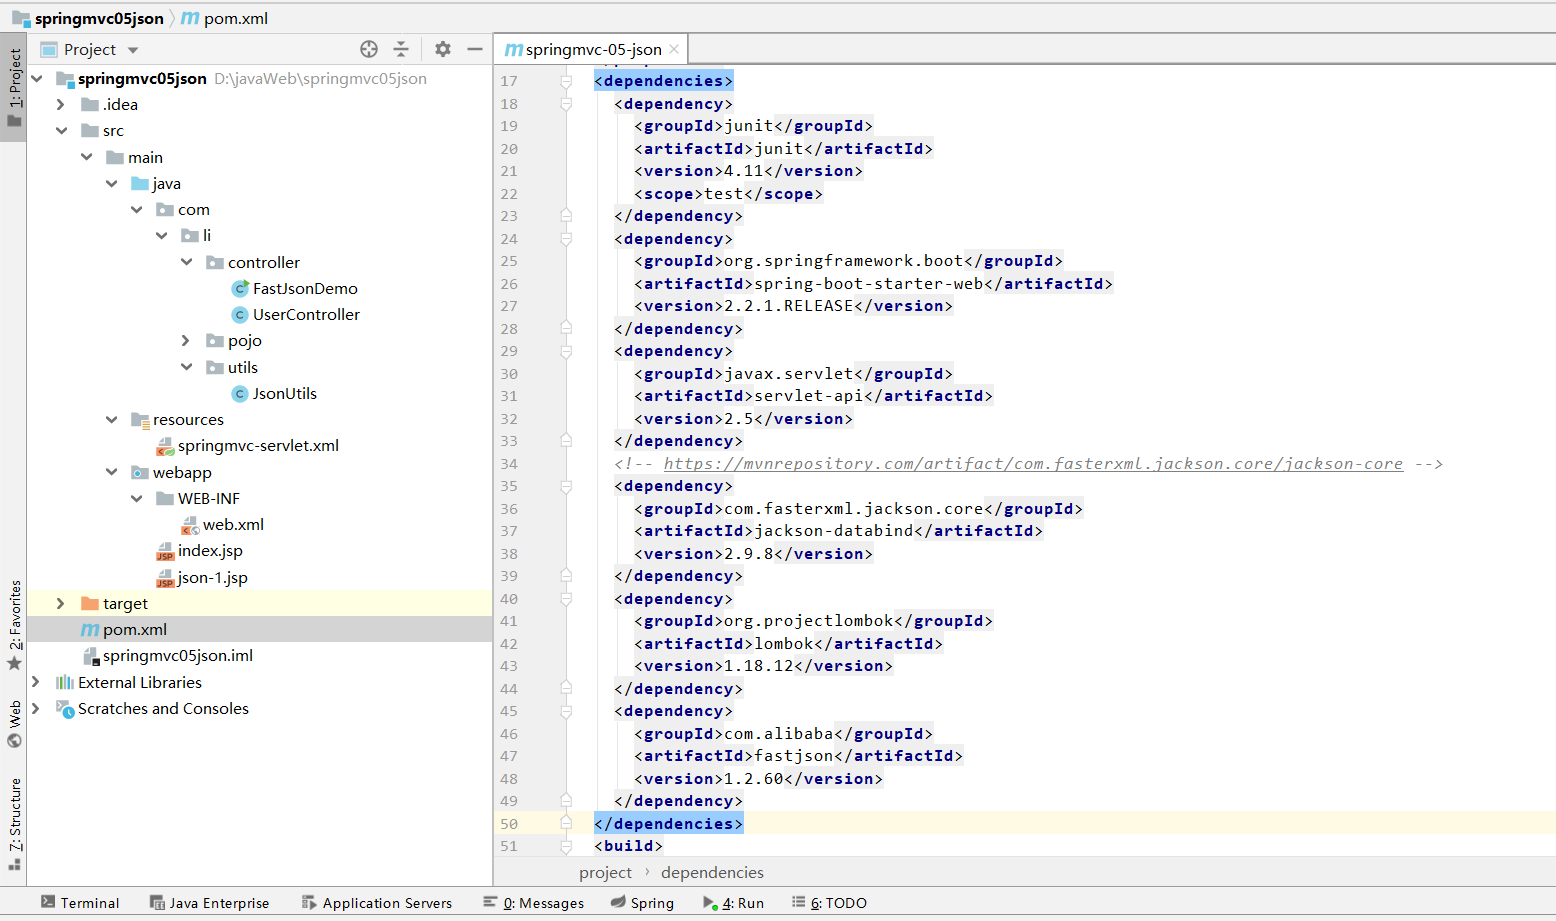 springmvc05json
pom.xml
Project
springmvc-05-json
1: Project
springmvc05json D:\javaWeb\springmvc05json
.idea
src
main
java
com
li
controller
FastJsonDemo
UserController
pojo
utils
JsonUtils
resources
springmvc-servlet.xml
webapp
WEB-INF
web.xml
index.jsp
json-1.jsp
target
pom.xml
springmvc05json.iml
External Libraries
Scratches and Consoles
2: Favorites
Web
7: Structure
17 <dependencies>
18 <dependency>
19 <groupId>junit</groupId>
20 <artifactId>junit</artifactId>
21 <version>4.11</version>
22 <scope>test</scope>
23 </dependency>
24 <dependency>
25 <groupId>org.springframework.boot</groupId>
26 <artifactId>spring-boot-starter-web</artifactId>
27 <version>2.2.1.RELEASE</version>
28 </dependency>
29 <dependency>
30 <groupId>javax.servlet</groupId>
31 <artifactId>servlet-api</artifactId>
32 <version>2.5</version>
33 </dependency>
34 <!-- https://mvnrepository.com/artifact/com.fasterxml.jackson.core/jackson-core -->
35 <dependency>
36 <groupId>com.fasterxml.jackson.core</groupId>
37 <artifactId>jackson-databind</artifactId>
38 <version>2.9.8</version>
39 </dependency>
40 <dependency>
41 <groupId>org.projectlombok</groupId>
42 <artifactId>lombok</artifactId>
43 <version>1.18.12</version>
44 </dependency>
45 <dependency>
46 <groupId>com.alibaba</groupId>
47 <artifactId>fastjson</artifactId>
48 <version>1.2.60</version>
49 </dependency>
50 </dependencies>
51 <build>
project › dependencies
Terminal
Java Enterprise
Application Servers
0: Messages
Spring
4: Run
6: TODO